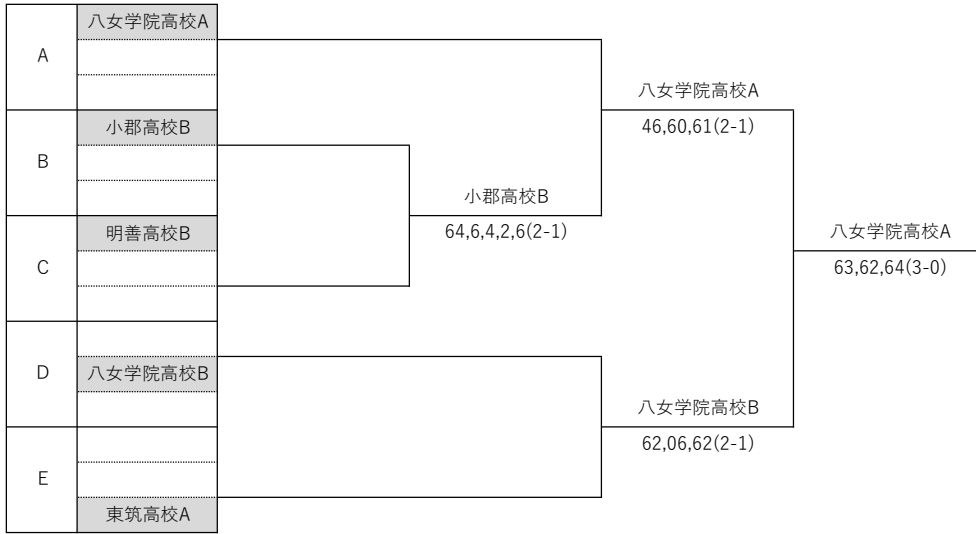 A
八女学院高校A
B
小郡高校B
C
明善高校B
D
八女学院高校B
E
東筑高校A
小郡高校B
64,6,4,2,6(2-1)
八女学院高校A
46,60,61(2-1)
八女学院高校B
62,06,62(2-1)
八女学院高校A
63,62,64(3-0)